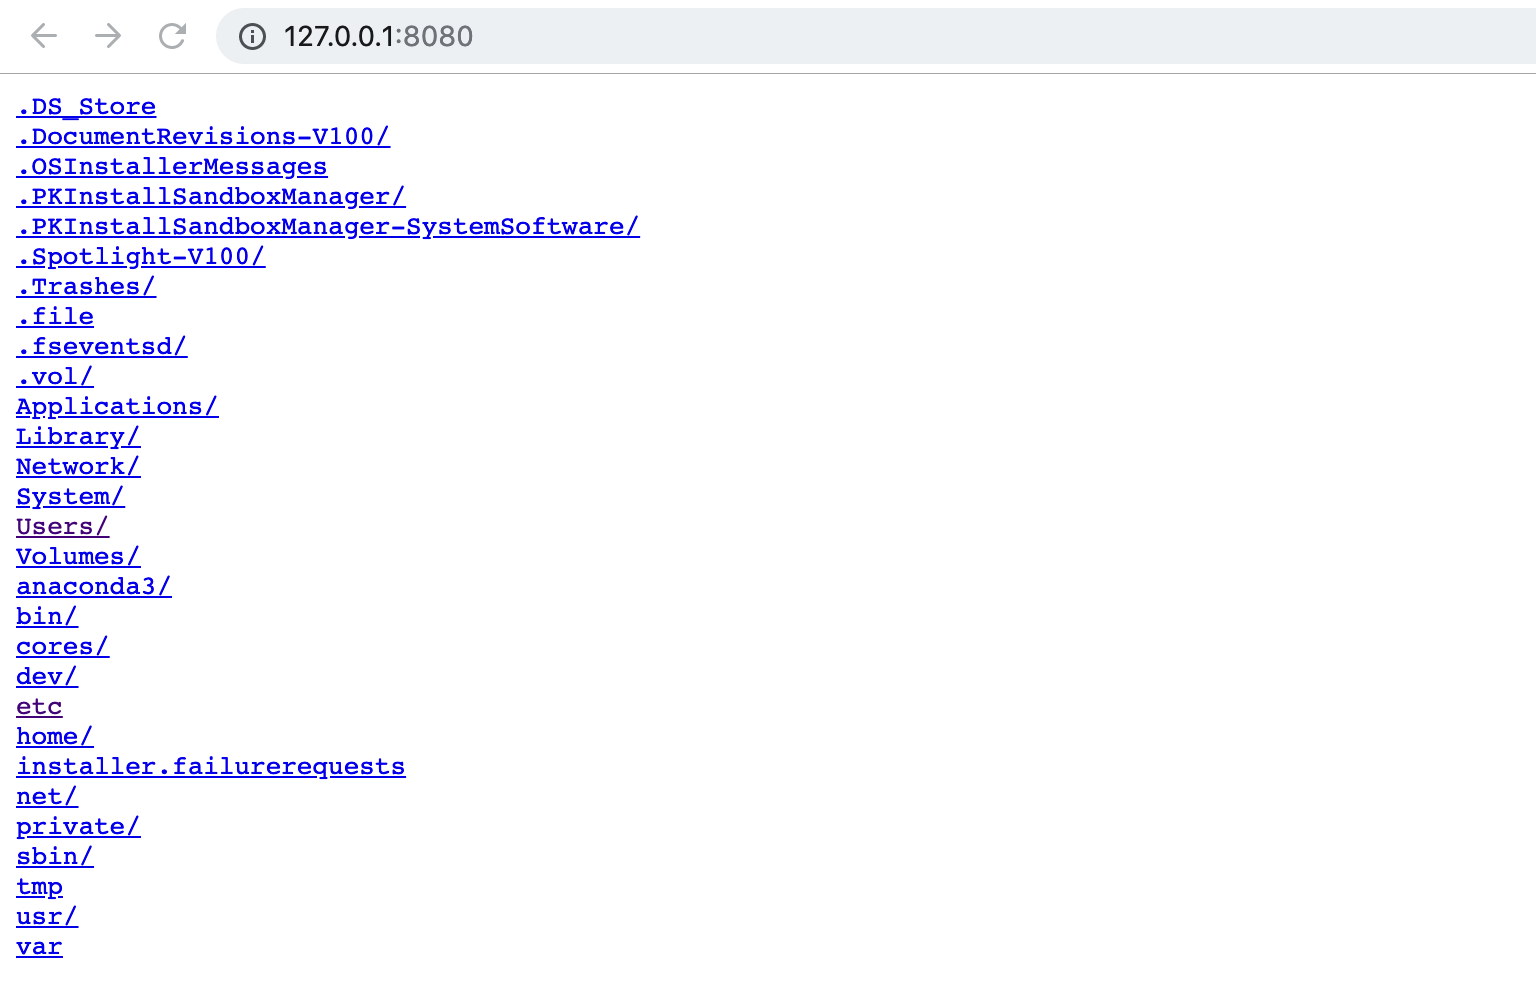 127.0.0.1:8080
.DS_Store
.DocumentRevisions-V100/
.OSInstallerMessages
.PKInstallSandboxManager/
.PKInstallSandboxManager-SystemSoftware/
.Spotlight-V100/
.Trashes/
.file
.fseventsd/
.vol/
Applications/
Library/
Network/
System/
Users/
Volumes/
anaconda3/
bin/
cores/
dev/
etc
home/
installer.failurerequests
net/
private/
sbin/
tmp
usr/
var